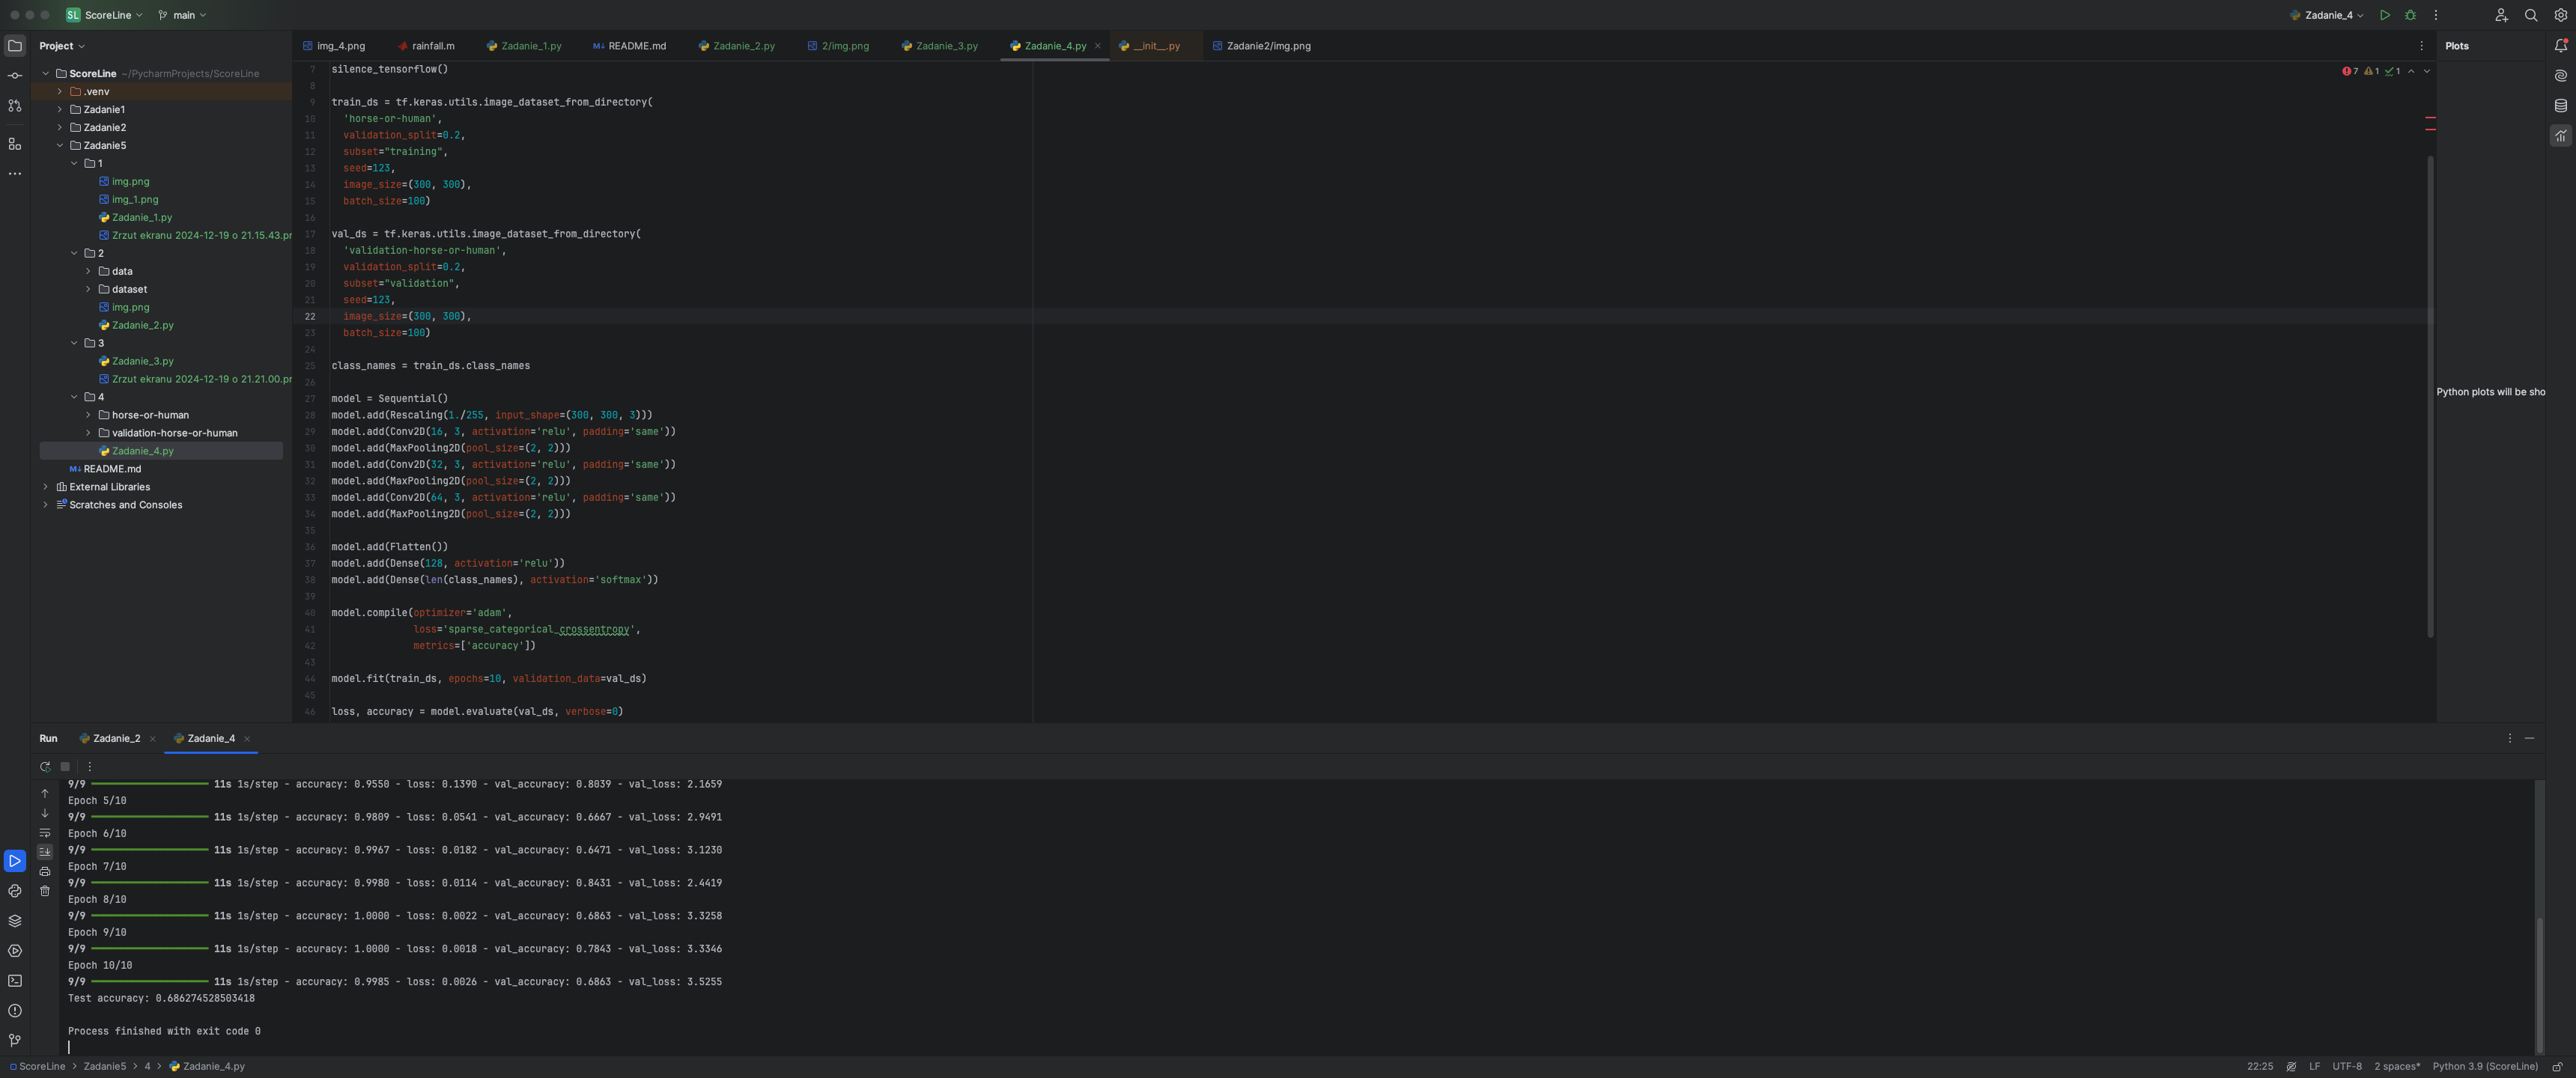 SL ScoreLine main Zadanie_4
Project
img_4.png rainfall.m Zadanie_1.py README.md Zadanie_2.py 2/img.png Zadanie_3.py Zadanie_4.py __init__.py Zadanie2/img.png
Plots
ScoreLine ~/PycharmProjects/ScoreLine
.venv
Zadanie1
Zadanie2
Zadanie5
1
img.png
img_1.png
Zadanie_1.py
Zrzut ekranu 2024-12-19 o 21.15.43.pr
2
data
dataset
img.png
Zadanie_2.py
3
Zadanie_3.py
Zrzut ekranu 2024-12-19 o 21.21.00.pr
4
horse-or-human
validation-horse-or-human
Zadanie_4.py
README.md
External Libraries
Scratches and Consoles
7 1 1
7 silence_tensorflow()
8
9 train_ds = tf.keras.utils.image_dataset_from_directory(
10 'horse-or-human',
11 validation_split=0.2,
12 subset="training",
13 seed=123,
14 image_size=(300, 300),
15 batch_size=100)
16
17 val_ds = tf.keras.utils.image_dataset_from_directory(
18 'validation-horse-or-human',
19 validation_split=0.2,
20 subset="validation",
21 seed=123,
22 image_size=(300, 300),
23 batch_size=100)
24
25 class_names = train_ds.class_names
26
27 model = Sequential()
28 model.add(Rescaling(1./255, input_shape=(300, 300, 3)))
29 model.add(Conv2D(16, 3, activation='relu', padding='same'))
30 model.add(MaxPooling2D(pool_size=(2, 2)))
31 model.add(Conv2D(32, 3, activation='relu', padding='same'))
32 model.add(MaxPooling2D(pool_size=(2, 2)))
33 model.add(Conv2D(64, 3, activation='relu', padding='same'))
34 model.add(MaxPooling2D(pool_size=(2, 2)))
35
36 model.add(Flatten())
37 model.add(Dense(128, activation='relu'))
38 model.add(Dense(len(class_names), activation='softmax'))
39
40 model.compile(optimizer='adam',
41 loss='sparse_categorical_crossentropy',
42 metrics=['accuracy'])
43
44 model.fit(train_ds, epochs=10, validation_data=val_ds)
45
46 loss, accuracy = model.evaluate(val_ds, verbose=0)
Python plots will be sho
Run Zadanie_2 Zadanie_4
9/9 11s 1s/step - accuracy: 0.9550 - loss: 0.1390 - val_accuracy: 0.8039 - val_loss: 2.1659
Epoch 5/10
9/9 11s 1s/step - accuracy: 0.9809 - loss: 0.0541 - val_accuracy: 0.6667 - val_loss: 2.9491
Epoch 6/10
9/9 11s 1s/step - accuracy: 0.9967 - loss: 0.0182 - val_accuracy: 0.6471 - val_loss: 3.1230
Epoch 7/10
9/9 11s 1s/step - accuracy: 0.9980 - loss: 0.0114 - val_accuracy: 0.8431 - val_loss: 2.4419
Epoch 8/10
9/9 11s 1s/step - accuracy: 1.0000 - loss: 0.0022 - val_accuracy: 0.6863 - val_loss: 3.3258
Epoch 9/10
9/9 11s 1s/step - accuracy: 1.0000 - loss: 0.0018 - val_accuracy: 0.7843 - val_loss: 3.3346
Epoch 10/10
9/9 11s 1s/step - accuracy: 0.9985 - loss: 0.0026 - val_accuracy: 0.6863 - val_loss: 3.5255
Test accuracy: 0.686274528503418
Process finished with exit code 0
ScoreLine > Zadanie5 > 4 > Zadanie_4.py
22:25 LF UTF-8 2 spaces* Python 3.9 (ScoreLine)